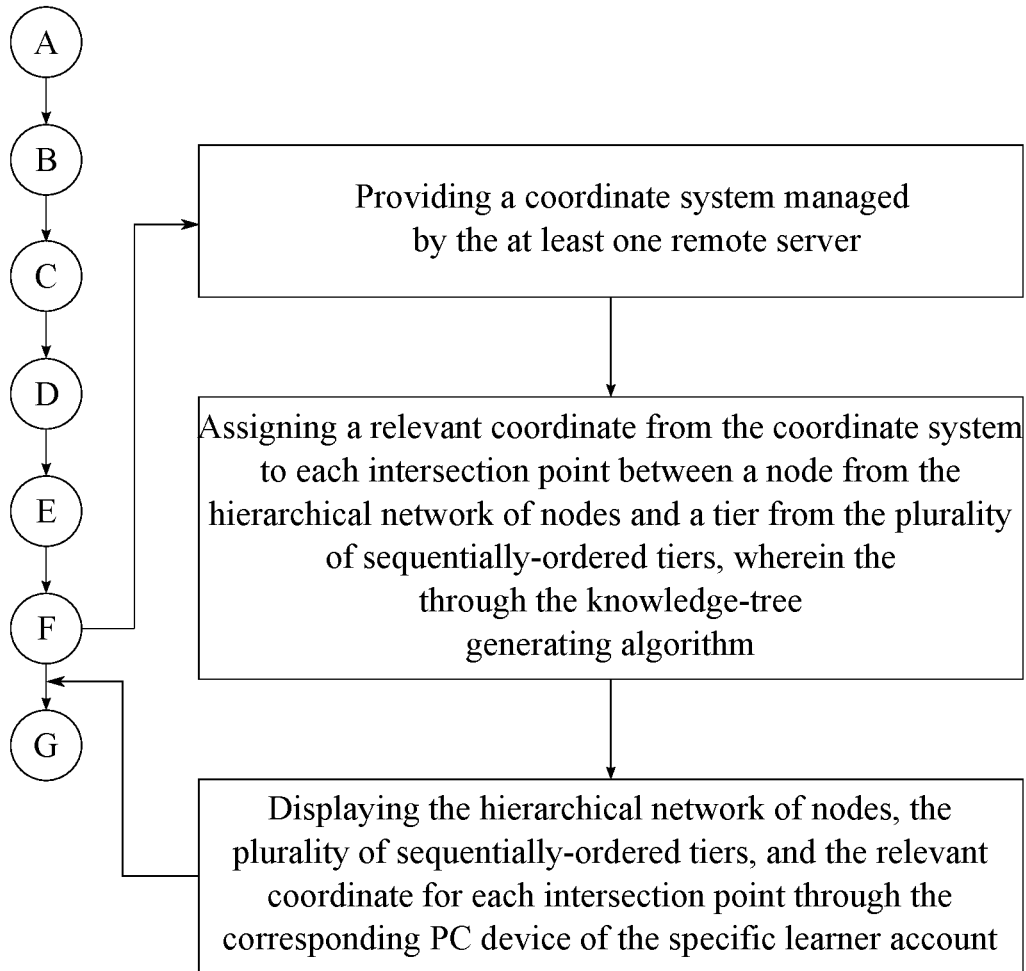 A
B
C
D
E
F
G
Providing a coordinate system managed
by the at least one remote server
Assigning a relevant coordinate from the coordinate system
to each intersection point between a node from the
hierarchical network of nodes and a tier from the plurality
of sequentially-ordered tiers, wherein the
through the knowledge-tree
generating algorithm
Displaying the hierarchical network of nodes, the
plurality of sequentially-ordered tiers, and the relevant
coordinate for each intersection point through the
corresponding PC device of the specific learner account